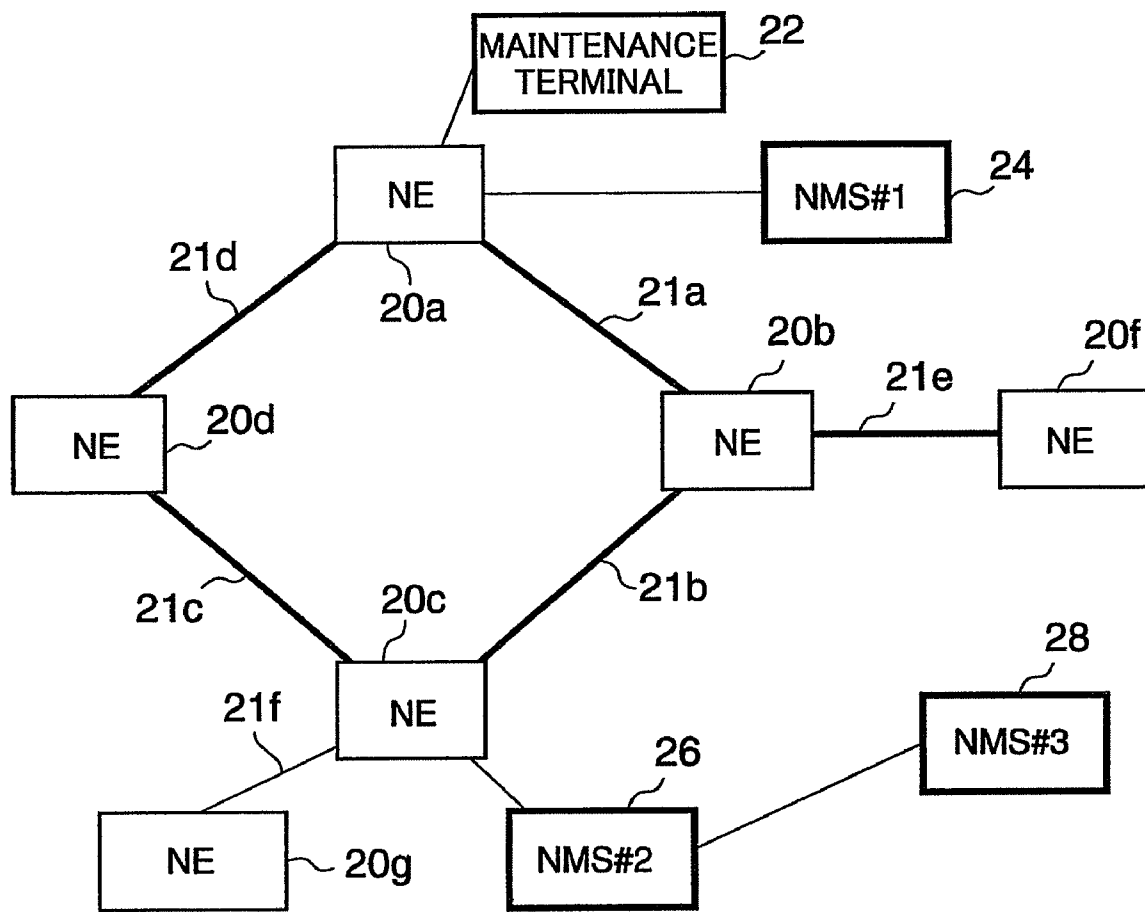 22
MAINTENANCE
TERMINAL
NE
NMS#1
24
21d
20a
21a
20b
20f
21e
NE
20d
NE
NE
21c
20c
21b
28
21f
NE
NMS#3
26
NE
20g
NMS#2